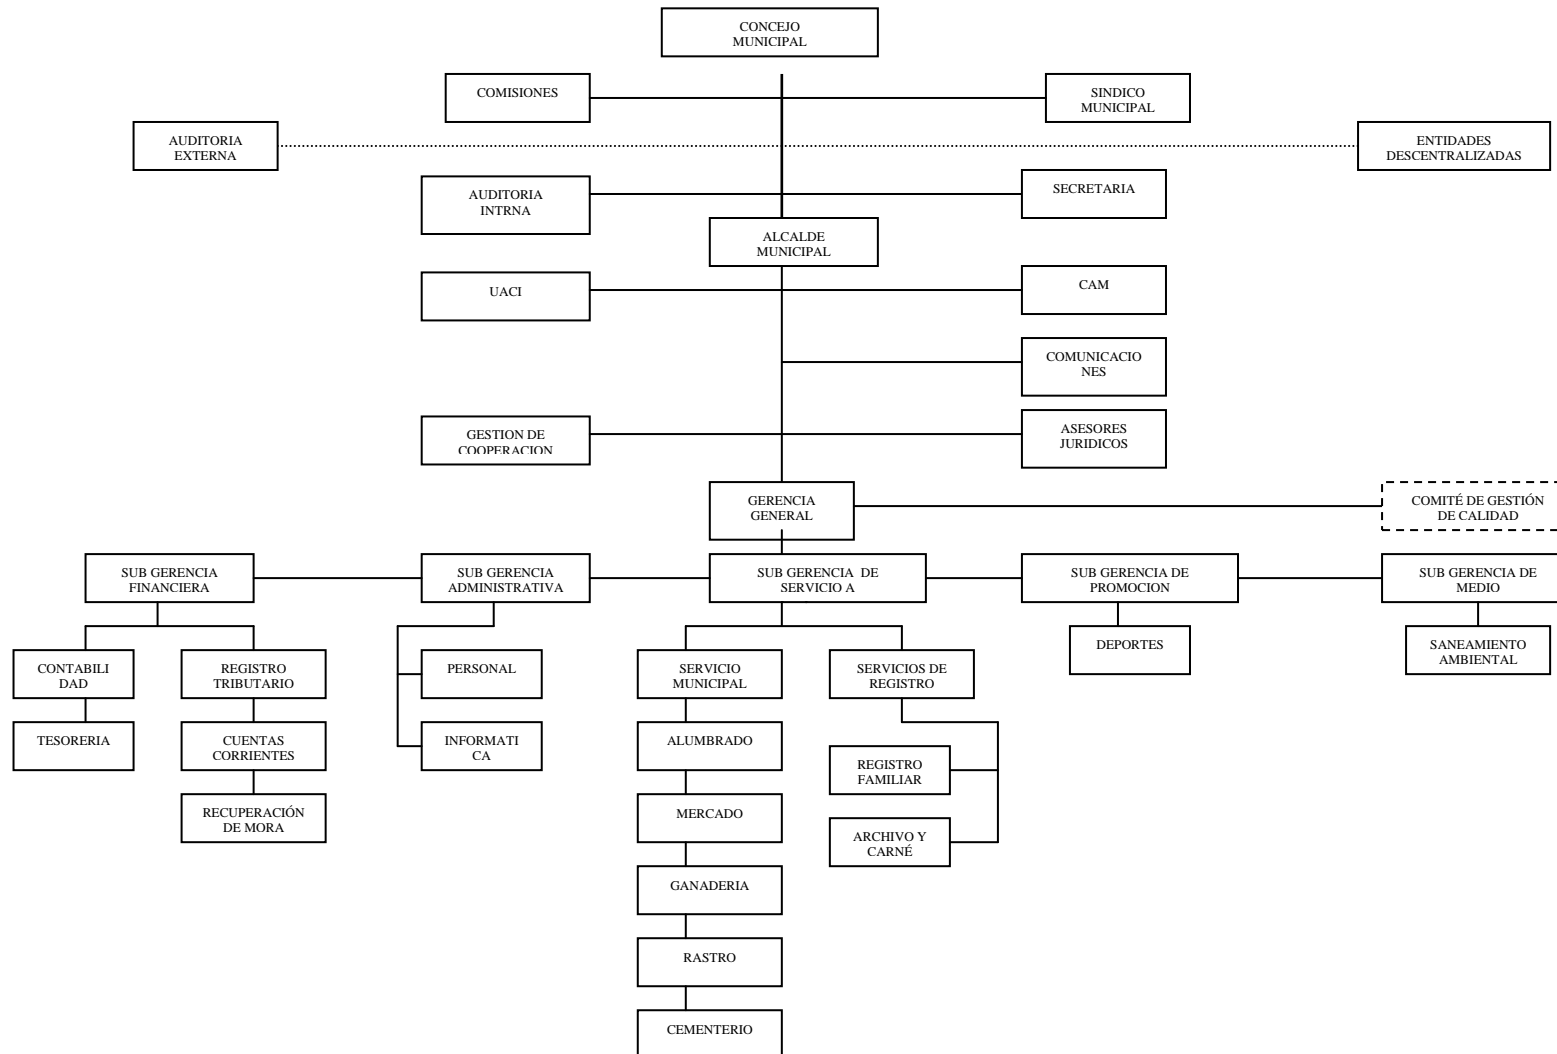 CONCEJO
MUNICIPAL
COMISIONES
SINDICO
MUNICIPAL
AUDITORIA
EXTERNA
ENTIDADES
DESCENTRALIZADAS
AUDITORIA
INTRNA
SECRETARIA
ALCALDE
MUNICIPAL
UACI
CAM
COMUNICACIO
NES
GESTION DE
COOPERACION
ASESORES
JURIDICOS
GERENCIA
GENERAL
COMITÉ DE GESTIÓN
DE CALIDAD
SUB GERENCIA
FINANCIERA
SUB GERENCIA
ADMINISTRATIVA
SUB GERENCIA  DE
SERVICIO A
SUB GERENCIA DE
PROMOCION
SUB GERENCIA DE
MEDIO
CONTABILI
DAD
REGISTRO
TRIBUTARIO
PERSONAL
SERVICIO
MUNICIPAL
SERVICIOS DE
REGISTRO
DEPORTES
SANEAMIENTO
AMBIENTAL
TESORERIA
CUENTAS
CORRIENTES
INFORMATI
CA
ALUMBRADO
REGISTRO
FAMILIAR
RECUPERACIÓN
DE MORA
MERCADO
ARCHIVO Y
CARNÉ
GANADERIA
RASTRO
CEMENTERIO